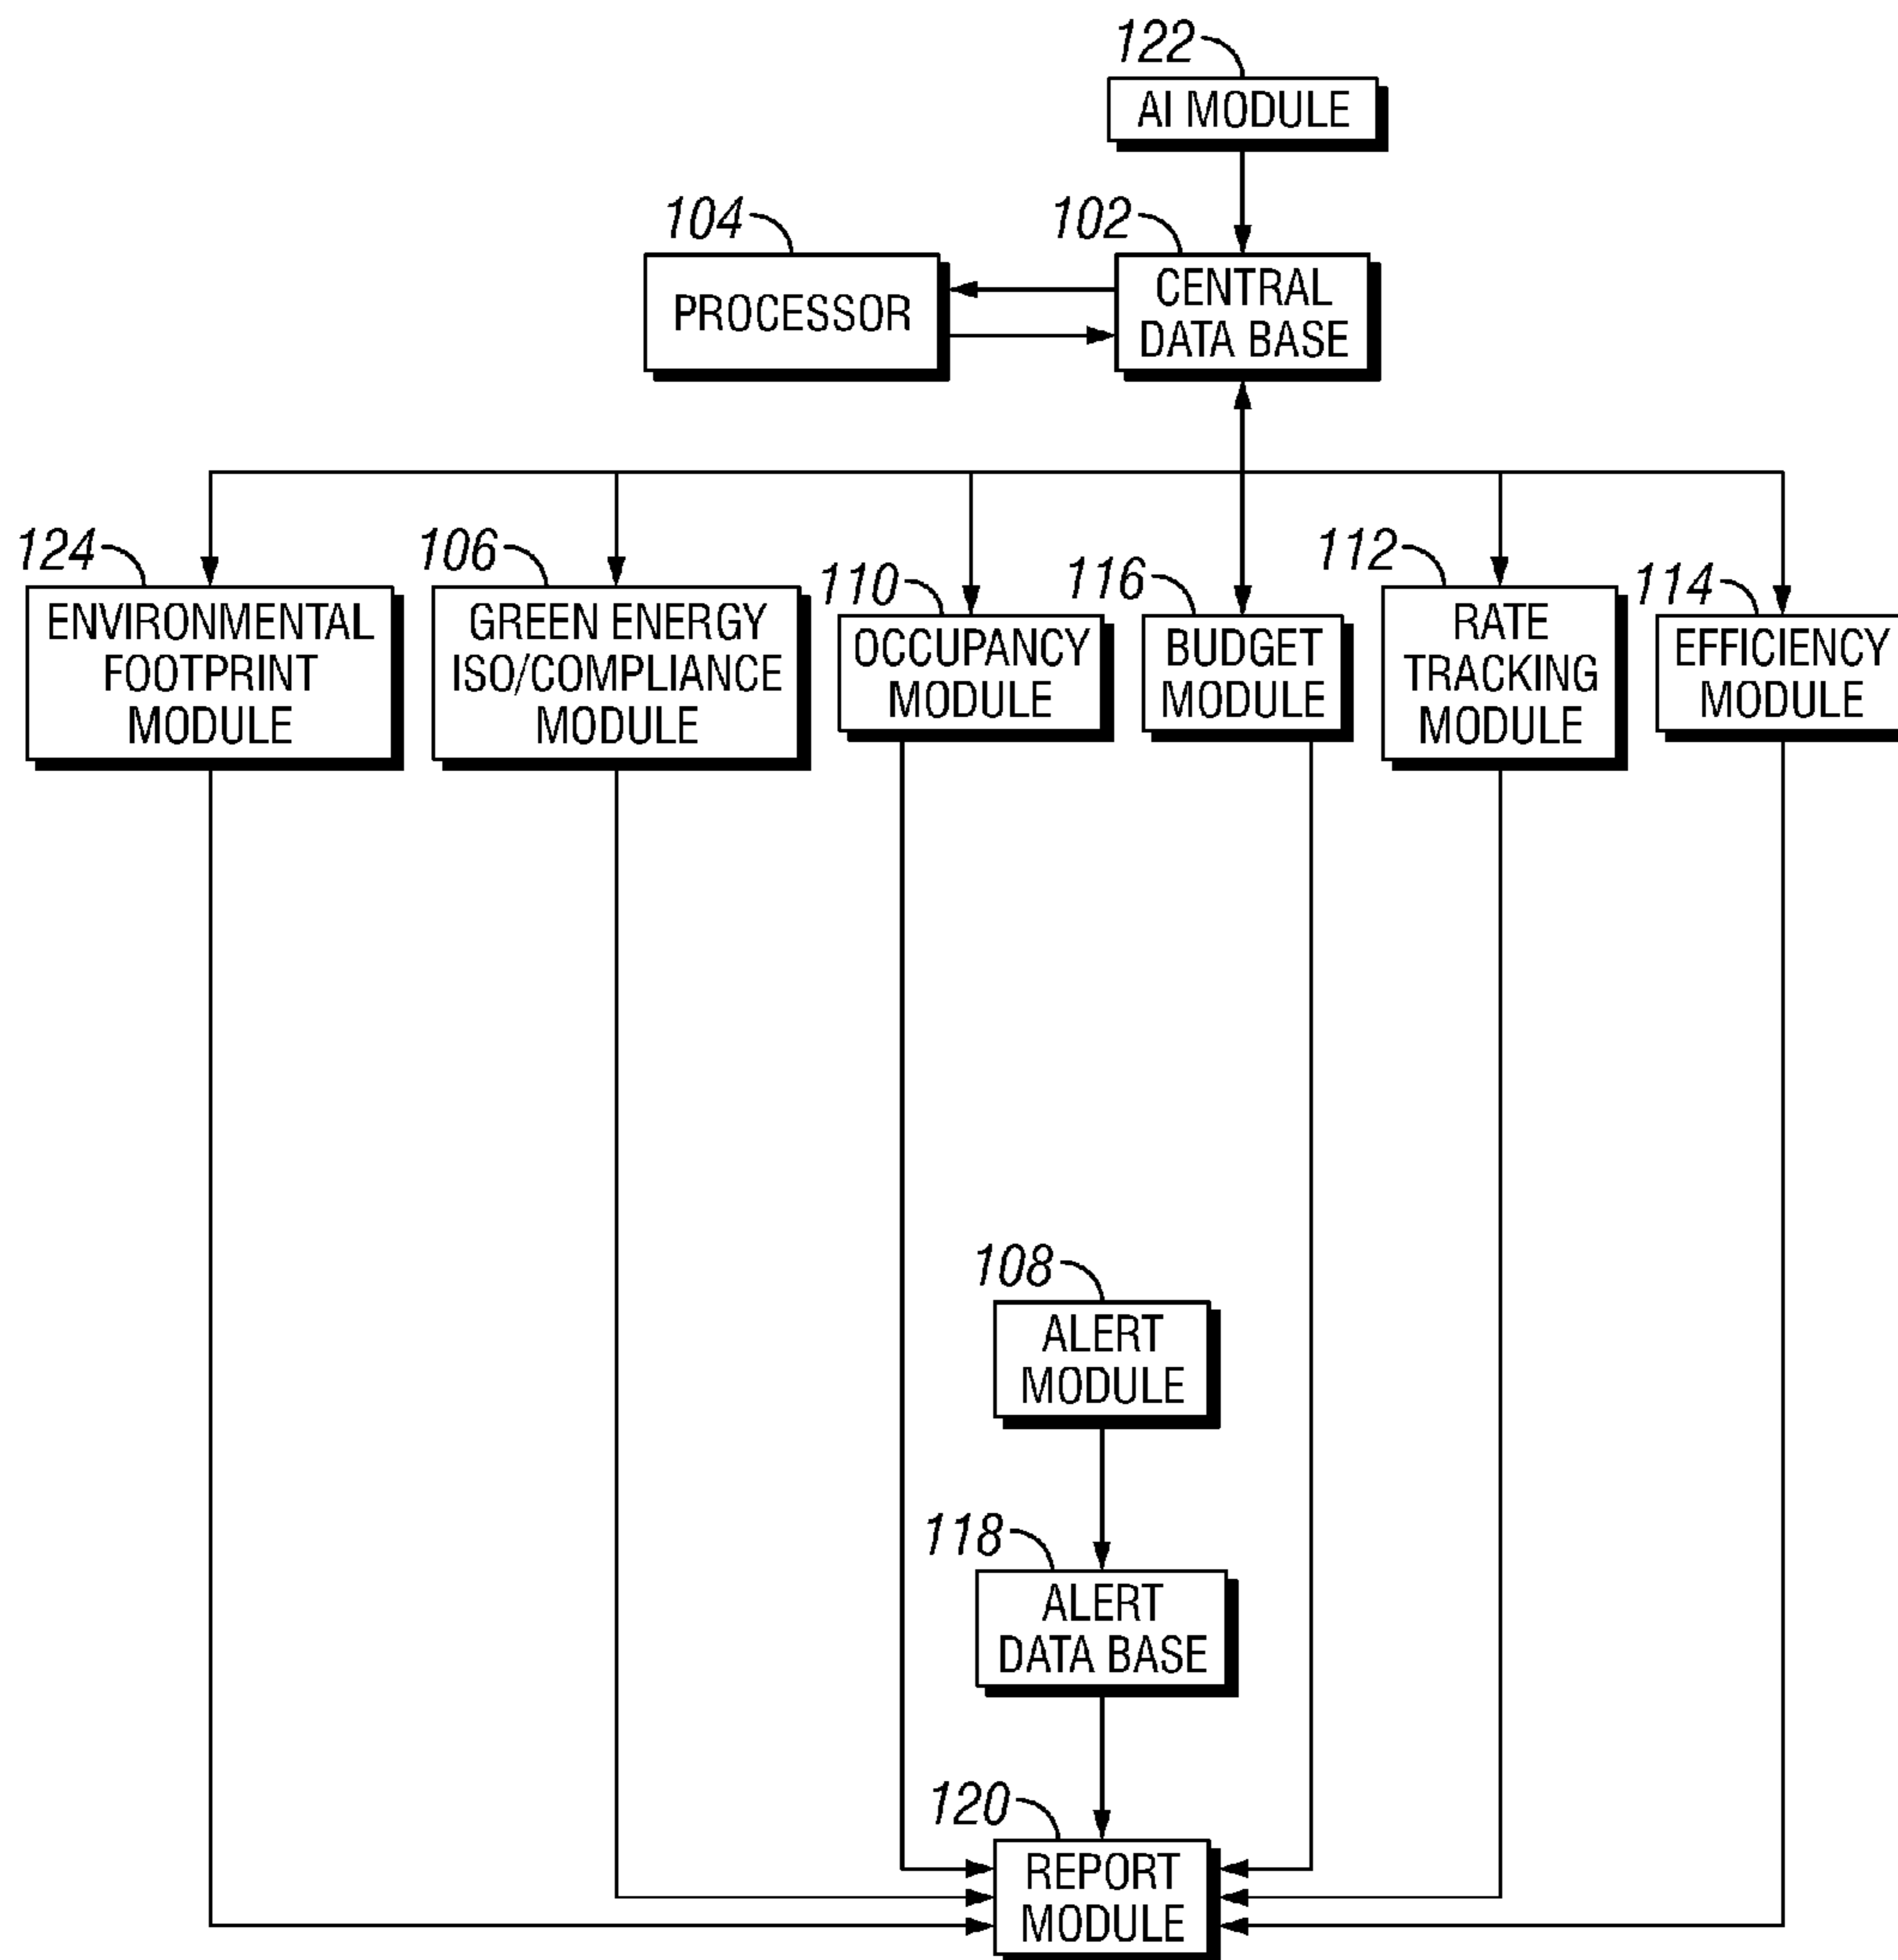 122
AI MODULE
104
PROCESSOR
102
CENTRAL
DATA BASE
124
ENVIRONMENTAL
FOOTPRINT
MODULE
106
GREEN ENERGY
ISO/COMPLIANCE
MODULE
110
OCCUPANCY
MODULE
116
BUDGET
MODULE
112
RATE
TRACKING
MODULE
114
EFFICIENCY
MODULE
108
ALERT
MODULE
118
ALERT
DATA BASE
120
REPORT
MODULE